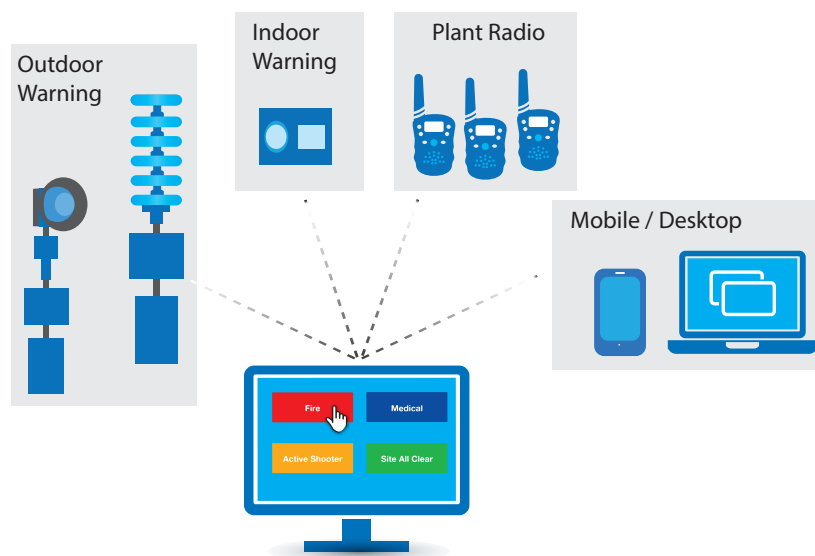 Outdoor
Warning
Indoor
Warning
Plant Radio
Mobile / Desktop
Fire
Medical
Active Shooter
Site All Clear